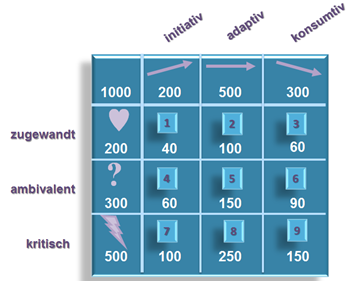 initiativ adaptiv konsumtiv
1000 200 500 300
zugewandt
1 2 3
200 40 100 60
?
ambivalent
4 5 6
300 60 150 90
kritisch
7 8 9
500 100 250 150